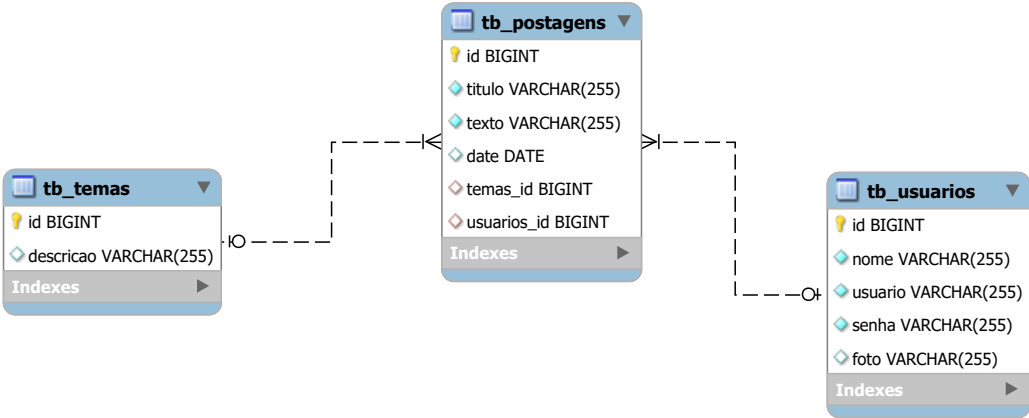 tb_postagens
id BIGINT
titulo VARCHAR(255)
texto VARCHAR(255)
date DATE
temas_id BIGINT
usuarios_id BIGINT
Indexes
tb_temas
id BIGINT
descricao VARCHAR(255)
Indexes
tb_usuarios
id BIGINT
nome VARCHAR(255)
usuario VARCHAR(255)
senha VARCHAR(255)
foto VARCHAR(255)
Indexes